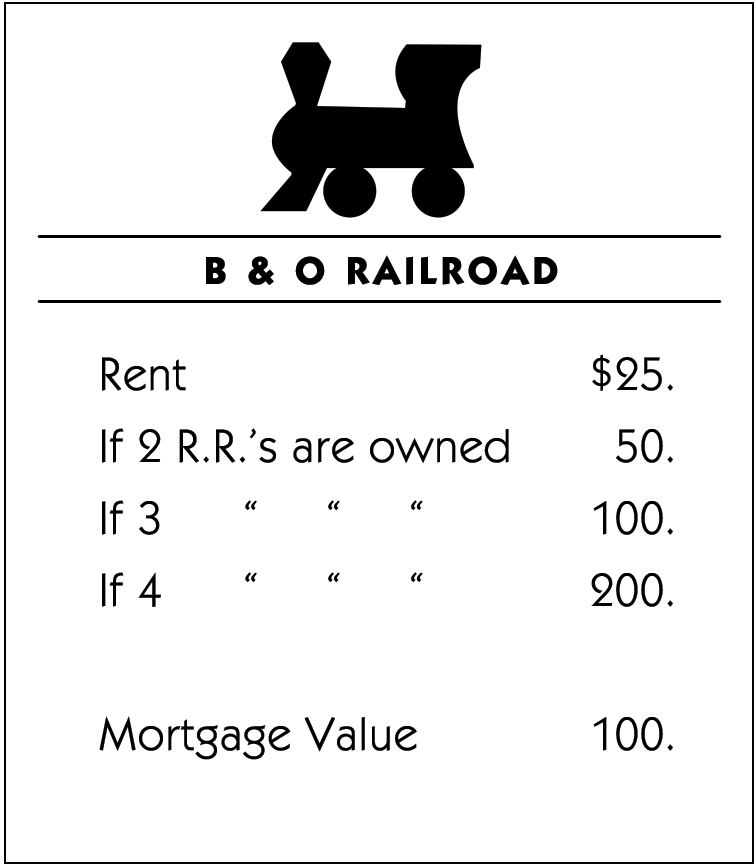 B & O RAILROAD
Rent $25.
If 2 R.R.’s are owned 50.
If 3 “ “ “ 100.
If 4 “ “ “ 200.
Mortgage Value 100.